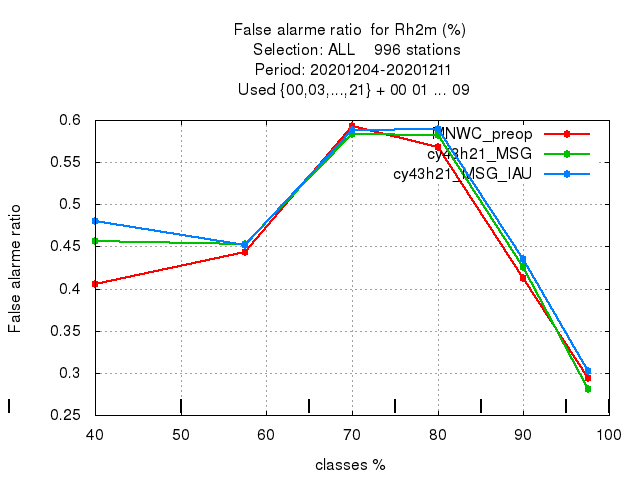 False alarme ratio  for Rh2m (%)
Selection: ALL    996 stations
Period: 20201204-20201211
Used {00,03,...,21} + 00 01 ... 09
MNWC_preop
cy43h21_MSG
cy43h21_MSG_IAU
False alarme ratio
0.6
0.55
0.5
0.45
0.4
0.35
0.3
0.25
40 50 60 70 80 90 100
classes %